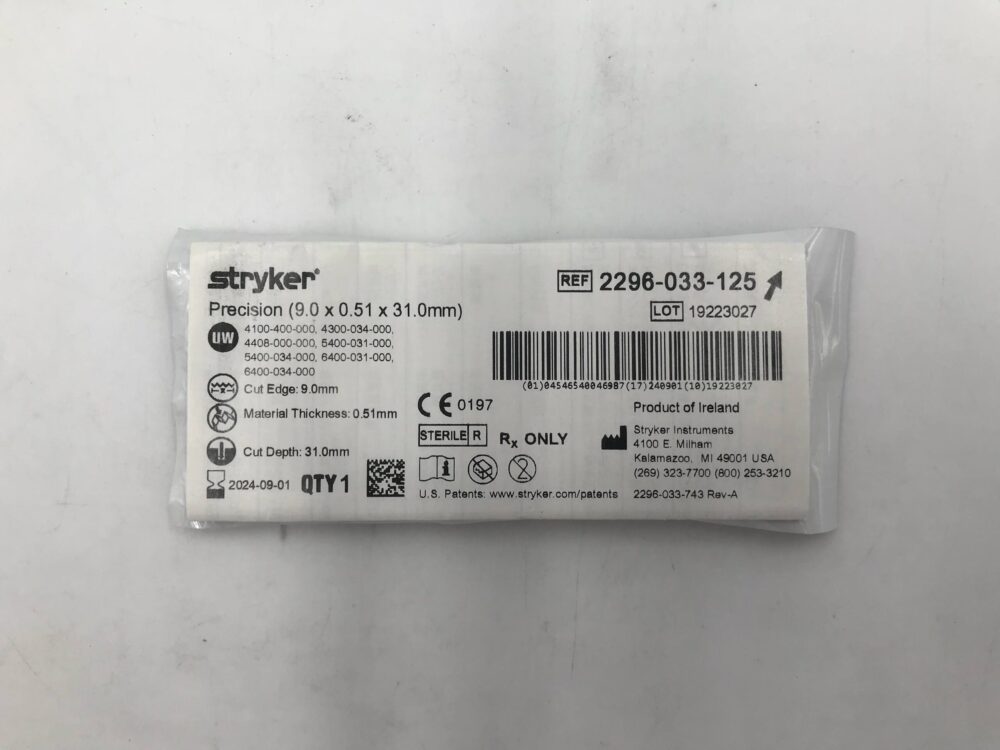 stryker®
REF 2296-033-125
Precision (9.0 x 0.51 x 31.0mm)
LOT 19223027
UW 4100-400-000, 4300-034-000,
4408-000-000, 5400-031-000,
5400-034-000, 6400-031-000,
6400-034-000
(01)04546540046987(17)240901(10)19223027
Cut Edge: 9.0mm
Material Thickness: 0.51mm
Cut Depth: 31.0mm
2024-09-01 QTY 1
CE 0197
STERILE R Rx ONLY
i 2
U.S. Patents: www.stryker.com/patents
Product of Ireland
Stryker Instruments
4100 E. Milham
Kalamazoo, MI 49001 USA
(269) 323-7700 (800) 253-3210
2296-033-743 Rev-A